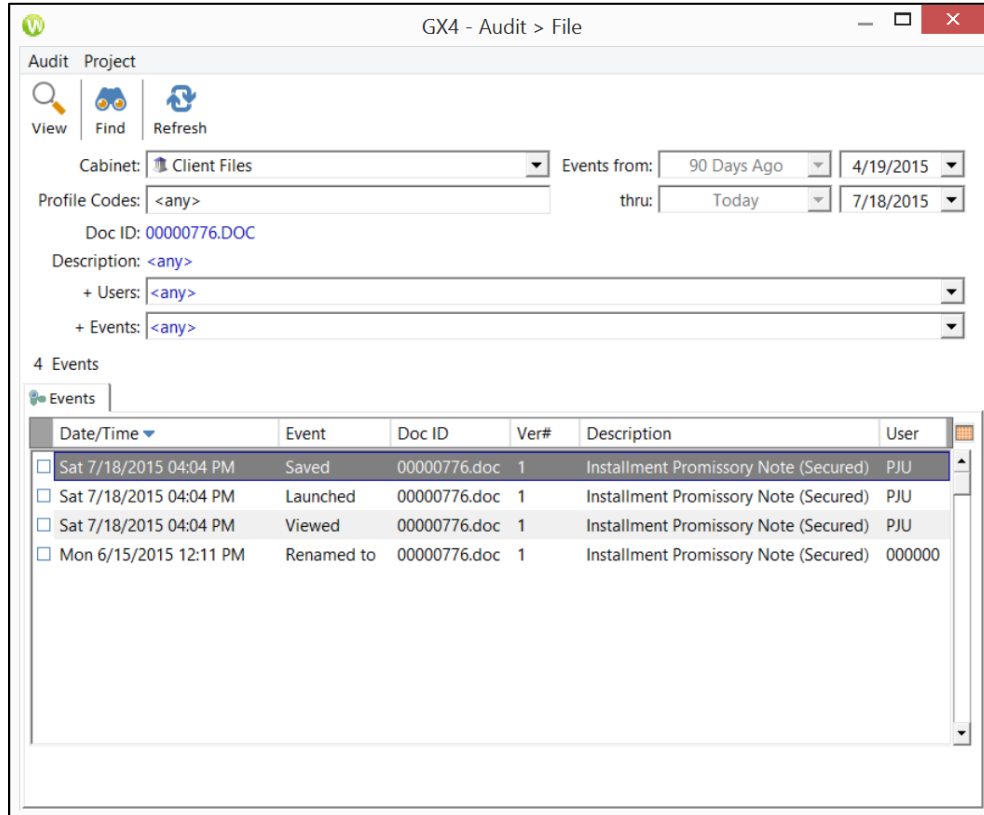 GX4 - Audit > File
Audit Project
View Find Refresh
Cabinet: Client Files Events from: 90 Days Ago 4/19/2015
Profile Codes: <any> thru: Today 7/18/2015
Doc ID: 00000776.DOC
Description: <any>
+ Users: <any>
+ Events: <any>
4 Events
Events
Date/Time Event Doc ID Ver# Description User
Sat 7/18/2015 04:04 PM Saved 00000776.doc 1 Installment Promissory Note (Secured) PJU
Sat 7/18/2015 04:04 PM Launched 00000776.doc 1 Installment Promissory Note (Secured) PJU
Sat 7/18/2015 04:04 PM Viewed 00000776.doc 1 Installment Promissory Note (Secured) PJU
Mon 6/15/2015 12:11 PM Renamed to 00000776.doc 1 Installment Promissory Note (Secured) 000000